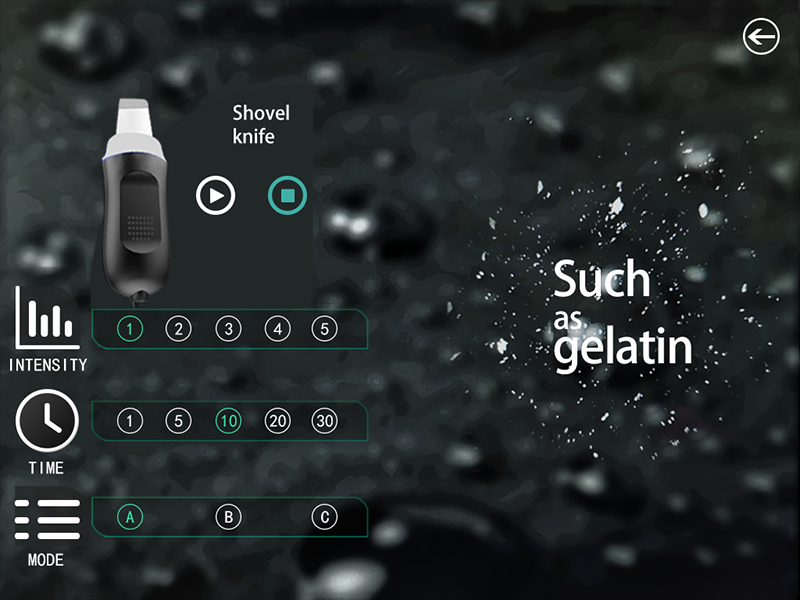 Shovel
knife
1 2 3 4 5
INTENSITY
1 5 10 20 30
TIME
A B C
MODE
Such
as
gelatin